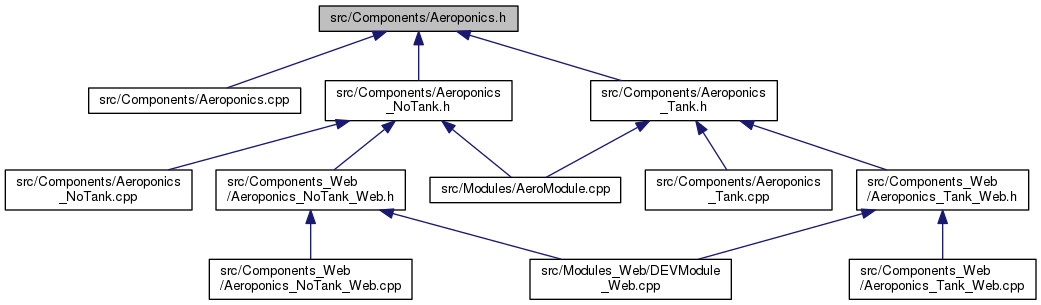 src/Components/Aeroponics.h
src/Components/Aeroponics.cpp
src/Components/Aeroponics
_NoTank.h
src/Components/Aeroponics
_Tank.h
src/Components/Aeroponics
_NoTank.cpp
src/Components_Web
/Aeroponics_NoTank_Web.h
src/Modules/AeroModule.cpp
src/Components/Aeroponics
_Tank.cpp
src/Components_Web
/Aeroponics_Tank_Web.h
src/Components_Web
/Aeroponics_NoTank_Web.cpp
src/Modules_Web/DEVModule
_Web.cpp
src/Components_Web
/Aeroponics_Tank_Web.cpp